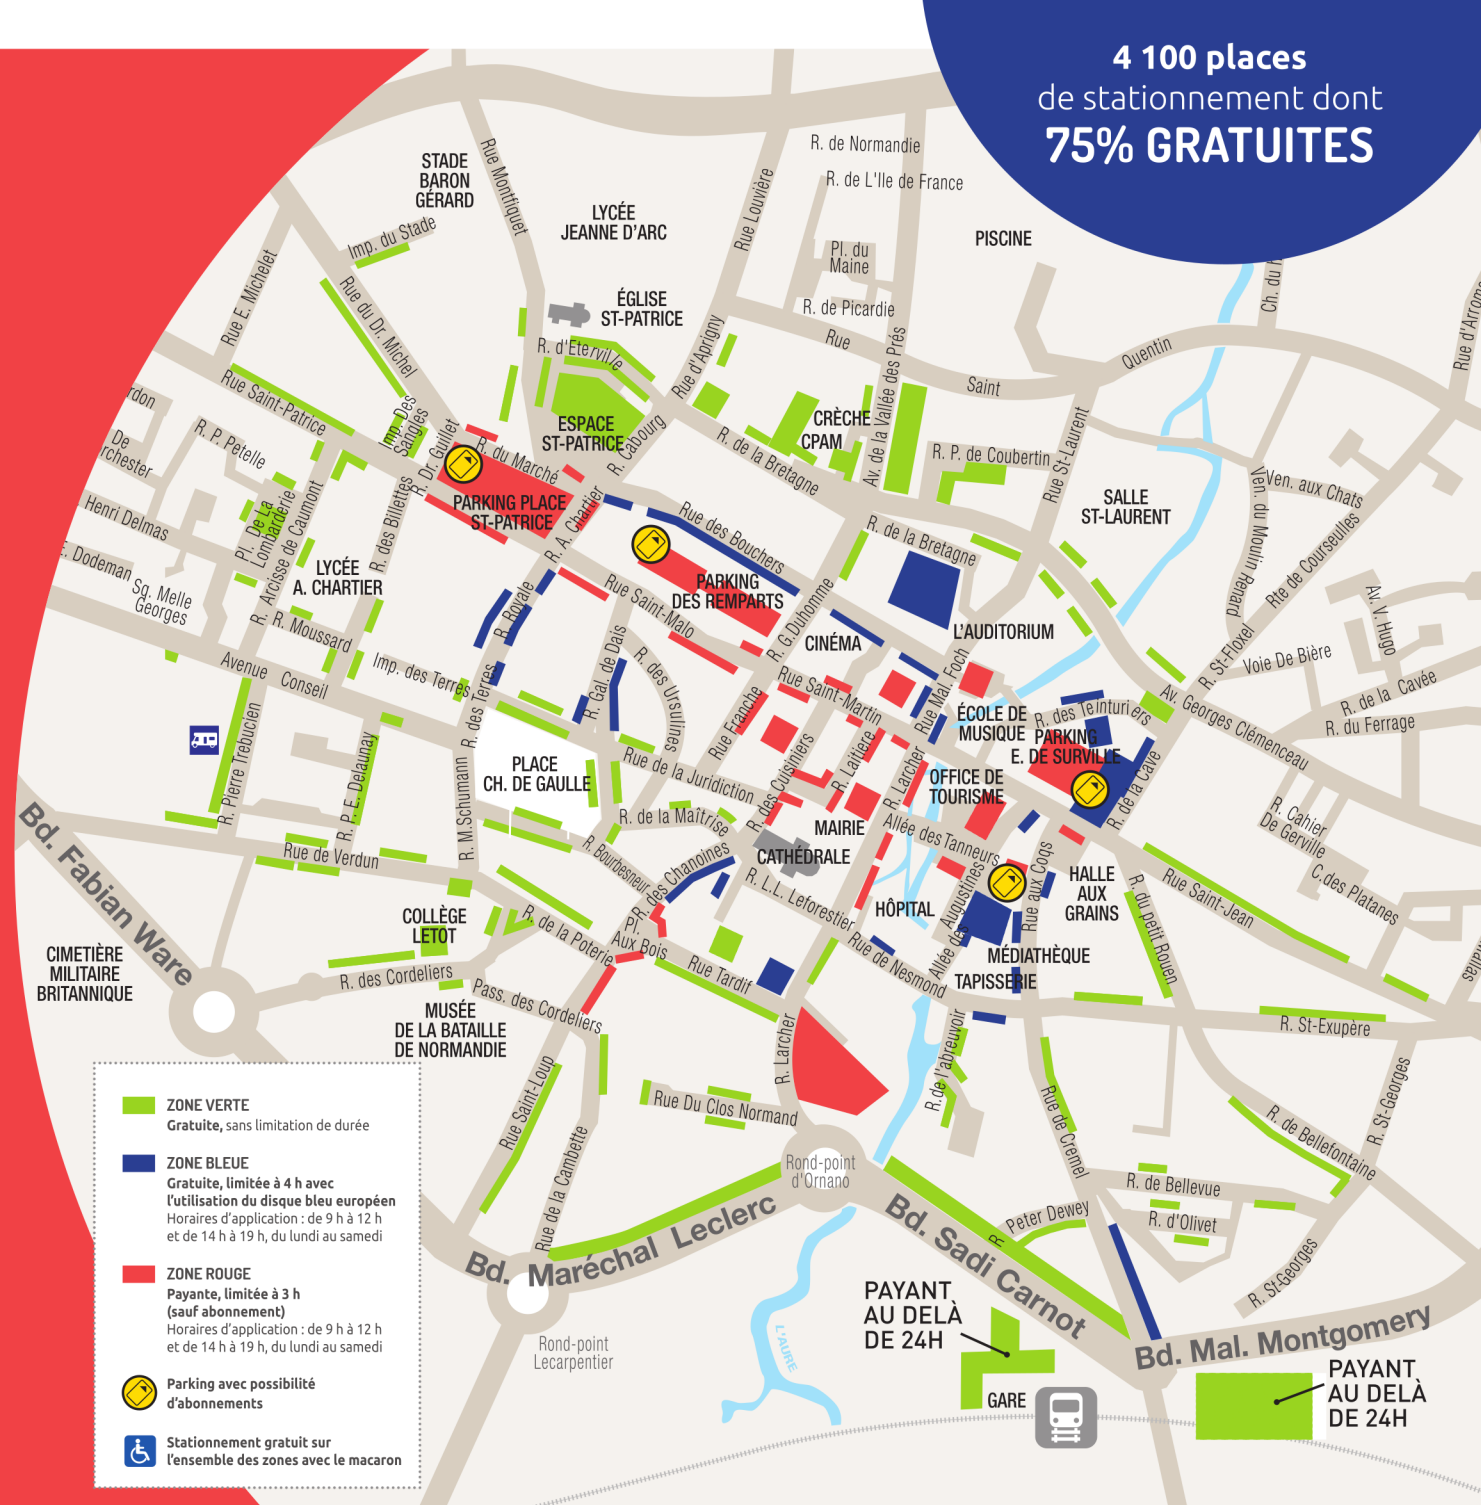 4 100 places
de stationnement dont
75% GRATUITES
R. de Normandie
R. de L'Ile de France
STADE
BARON
GÉRARD
Rue Montfiquet
LYCÉE
JEANNE D'ARC
Rue Louvière
Imp. du Stade
Pl. du
Maine
PISCINE
Rue E. Michelet
Rue du Dr. Michel
ÉGLISE
ST-PATRICE
R. de Picardie
Rue
Saint
Quentin
R. d'Eterville
Rue d'Aprigny
Av. de la Vallée des Prés
Rue Saint-Patrice
Imp. Des
Sangles
R. Dr. Guillet
R. du Marché
ESPACE
ST-PATRICE
R. Cabourg
CRÈCHE
CPAM
R. de la Bretagne
R. P. de Coubertin
Rue St-Laurent
R. P. Petelle
De
Henri Delmas
E. Dodeman
Sq. Melle
Georges
Pl. De La
Lombarderie
R. Arcisse de Caumont
R. des Billettes
PARKING PLACE
ST-PATRICE
R. A. Chartier
Rue des Bouchers
SALLE
ST-LAURENT
Ven. aux Chats
Ven. du Moulin Renard
Rte de Courseulles
R. de la Bretagne
LYCÉE
A. CHARTIER
R. Royale
Rue Saint-Malo
PARKING
DES REMPARTS
R. G.Duhomme
CINÉMA
L'AUDITORIUM
Av. V. Hugo
R. Moussard
Avenue Conseil
Imp. des Terres
R. des Terres
R. Gal. de Dais
R. des Ursulines
Rue Franche
Rue Saint-Martin
Rue Mal. Foch
ÉCOLE DE
MUSIQUE
R. des Teinturiers
PARKING
E. DE SURVILLE
R. St-Floxel
Voie De Bière
R. de la Cavée
R. du Ferrage
Av. Georges Clémenceau
R. Pierre Trebucien
R. P. E. Delaunay
R. M.Schumann
PLACE
CH. DE GAULLE
Rue de la Juridiction
R. des Cuisiniers
R. Laitière
R. Larcher
OFFICE DE
TOURISME
R. de la Cave
R. de la Maîtrise
MAIRIE
Allée des Tanneurs
R. Cahier
De Gerville
Bd. Fabian Ware
Rue de Verdun
R. Bourbesneur
R. des Chanoines
CATHÉDRALE
R. L.L. Leforestier
HÔPITAL
Allée des Augustines
Rue aux Coqs
HALLE
AUX
GRAINS
R. du petit Rouen
Rue Saint-Jean
C.des Platanes
COLLÈGE
LETOT
R. de la Poterie
Pl.
Aux Bois
Rue Tardif
Rue de Nesmond
MÉDIATHÈQUE
TAPISSERIE
CIMETIÈRE
MILITAIRE
BRITANNIQUE
R. des Cordeliers
Pass. des Cordeliers
MUSÉE
DE LA BATAILLE
DE NORMANDIE
R. Larcher
R.de l'abreuvoir
R. St-Exupère
Rue Saint-Loup
Rue de la Cambette
Rue Du Clos Normand
Rue de Cremel
R. de Bellefontaine
R. St-Georges
Rond-point
d'Ornano
R. de Bellevue
R. d'Olivet
R. Peter Dewey
R. St-Georges
Bd. Maréchal Leclerc
Bd. Sadi Carnot
Bd. Mal. Montgomery
Rond-point
Lecarpentier
L'AURE
PAYANT
AU DELÀ
DE 24H
GARE
PAYANT
AU DELÀ
DE 24H
ZONE VERTE
Gratuite, sans limitation de durée
ZONE BLEUE
Gratuite, limitée à 4 h avec
l'utilisation du disque bleu européen
Horaires d'application : de 9 h à 12 h
et de 14 h à 19 h, du lundi au samedi
ZONE ROUGE
Payante, limitée à 3 h
(sauf abonnement)
Horaires d'application : de 9 h à 12 h
et de 14 h à 19 h, du lundi au samedi
Parking avec possibilité
d'abonnements
Stationnement gratuit sur
l'ensemble des zones avec le macaron